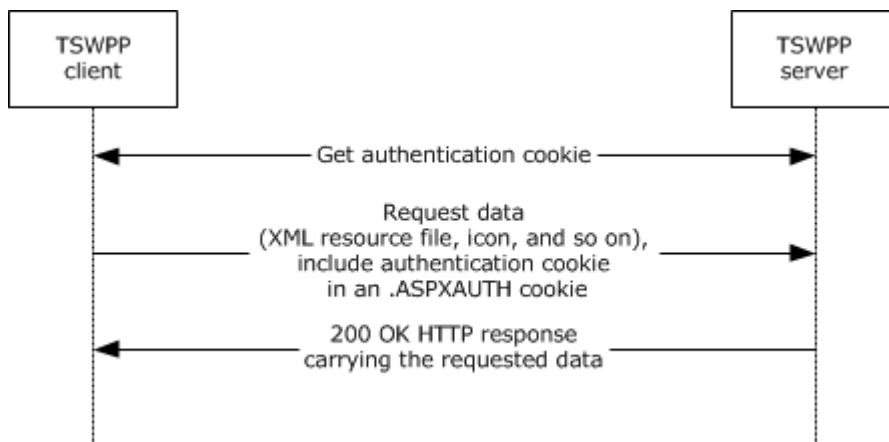 TSWPP
client
TSWPP
server
Get authentication cookie
Request data
(XML resource file, icon, and so on),
include authentication cookie
in an .ASPXAUTH cookie
200 OK HTTP response
carrying the requested data